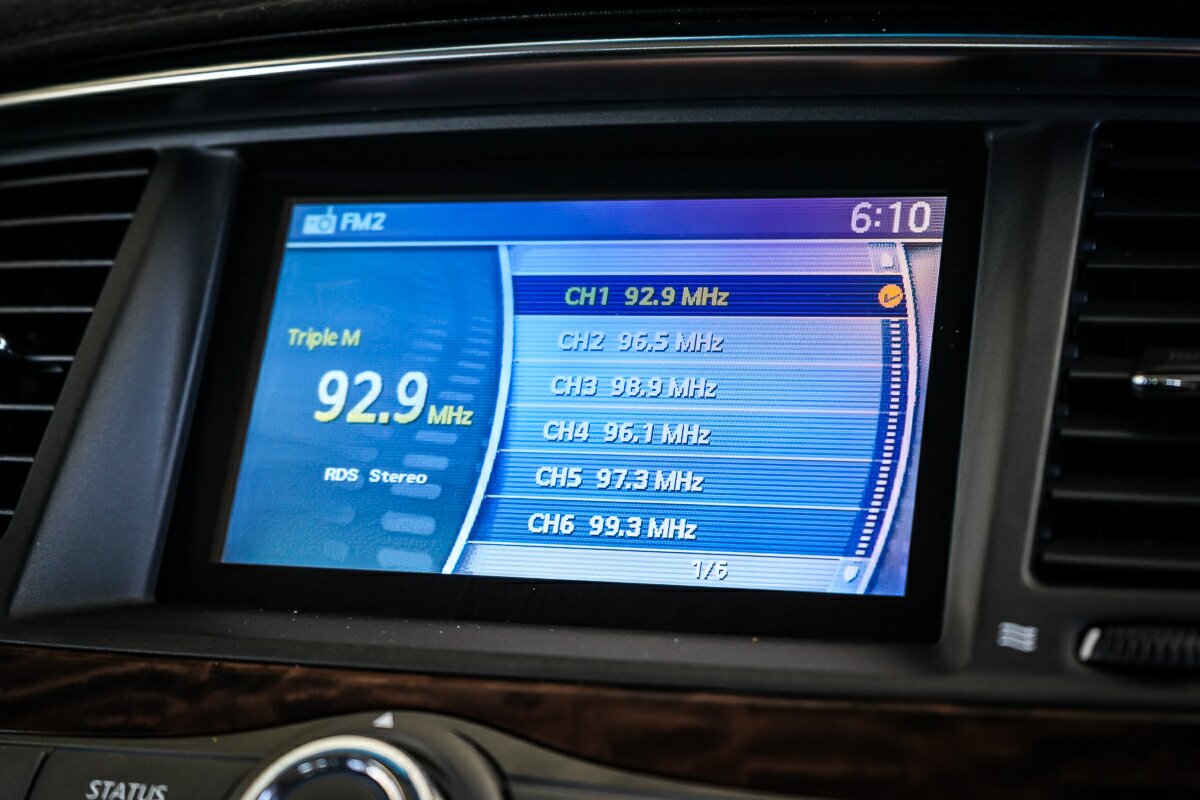 FM2
6:10
Triple M
92.9 MHz
RDS Stereo
CH1 92.9 MHz
CH2 96.5 MHz
CH3 98.9 MHz
CH4 96.1 MHz
CH5 97.3 MHz
CH6 99.3 MHz
1/6
STATUS